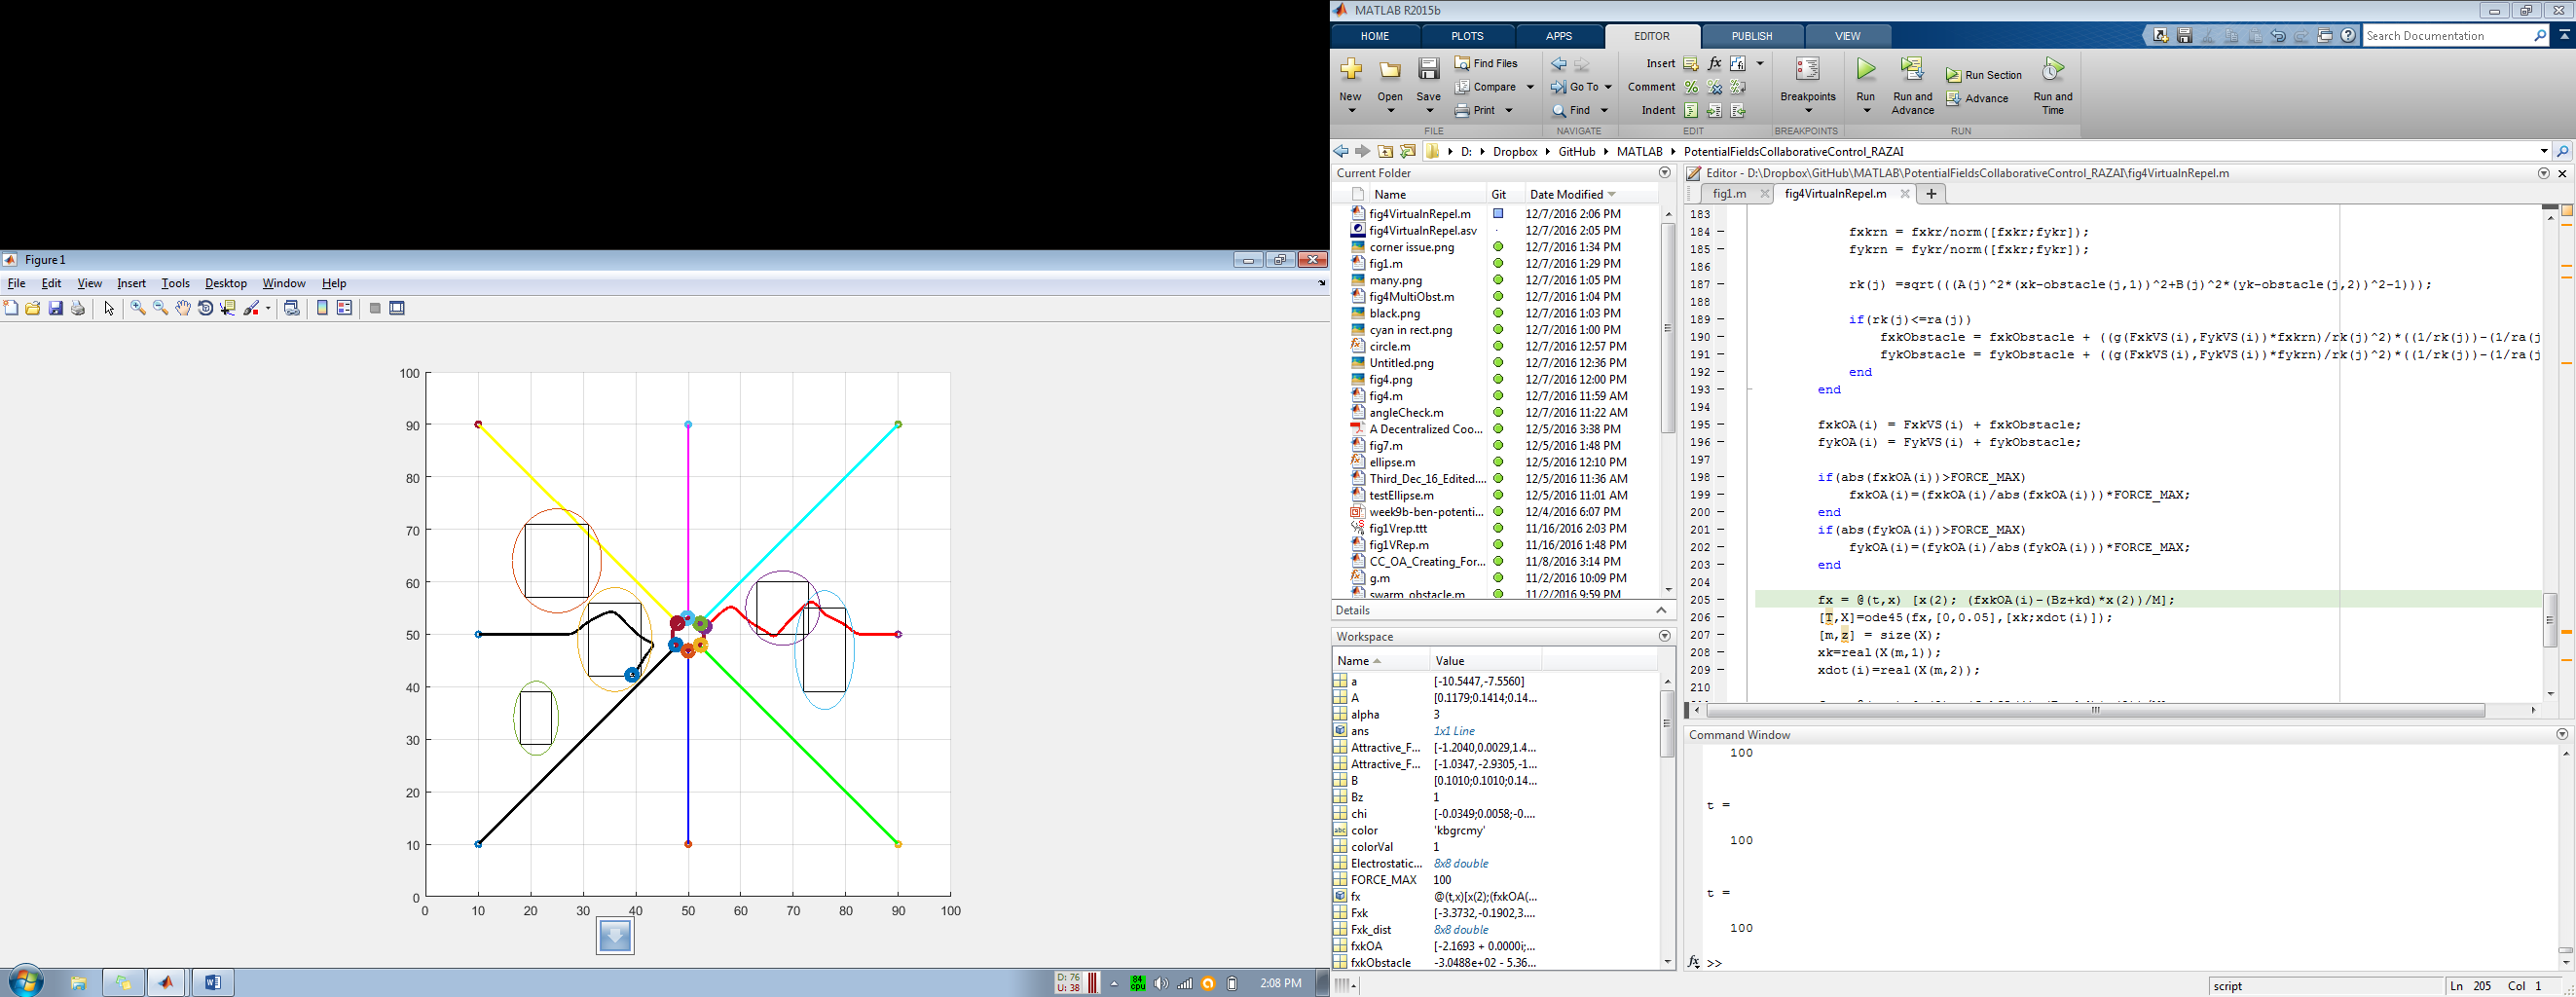 Figure 1
File Edit View Insert Tools Desktop Window Help
100
90
80
70
60
50
40
30
20
10
0
0 10 20 30 40 50 60 70 80 90 100
D: 76
U: 38
84
cpu
2:08 PM
MATLAB R2015b
HOME PLOTS APPS EDITOR PUBLISH VIEW
Search Documentation
New Open Save
Find Files
Compare
Print
Go To
Find
Insert
Comment
Indent
Breakpoints
Run
Run and Advance
Run Section
Advance
Run and Time
FILE NAVIGATE EDIT BREAKPOINTS RUN
D: Dropbox GitHub MATLAB PotentialFieldsCollaborativeControl_RAZAI
Current Folder
Name Git Date Modified
fig4VirtualnRepel.m 12/7/2016 2:06 PM
fig4VirtualnRepel.asv 12/7/2016 2:05 PM
corner issue.png 12/7/2016 1:34 PM
fig1.m 12/7/2016 1:29 PM
many.png 12/7/2016 1:05 PM
fig4MultiObst.m 12/7/2016 1:04 PM
black.png 12/7/2016 1:03 PM
cyan in rect.png 12/7/2016 1:00 PM
circle.m 12/7/2016 12:57 PM
Untitled.png 12/7/2016 12:36 PM
fig4.png 12/7/2016 12:00 PM
fig4.m 12/7/2016 11:59 AM
angleCheck.m 12/7/2016 11:22 AM
A Decentralized Coo... 12/5/2016 3:38 PM
fig7.m 12/5/2016 1:48 PM
ellipse.m 12/5/2016 12:10 PM
Third_Dec_16_Edited.... 12/5/2016 11:36 AM
testEllipse.m 12/5/2016 11:01 AM
week9b-ben-potenti... 12/4/2016 6:07 PM
fig1Vrep.ttt 11/16/2016 2:03 PM
fig1VRep.m 11/16/2016 1:48 PM
CC_OA_Creating_For... 11/8/2016 3:14 PM
g.m 11/2/2016 10:09 PM
swarm_obstacle.m 11/2/2016 9:59 PM
Details
Workspace
Name Value
a [-10.5447,-7.5560]
A [0.1179;0.1414;0.14...
alpha 3
ans 1x1 Line
Attractive_F... [-1.2040,0.0029,1.4...
Attractive_F... [-1.0347,-2.9305,-1...
B [0.1010;0.1010;0.14...
Bz 1
chi [-0.0349;0.0058;-0....
color 'kbgrcmy'
colorVal 1
Electrostatic... 8x8 double
FORCE_MAX 100
fx @(t,x)[x(2);(fxkOA(...
Fxk [-3.3732,-0.1902,3....
Fxk_dist 8x8 double
fxkOA [-2.1693 + 0.0000i;...
fxkObstacle -3.0488e+02 - 5.36...
Editor - D:\Dropbox\GitHub\MATLAB\PotentialFieldsCollaborativeControl_RAZAI\fig4VirtualnRepel.m
fig1.m fig4VirtualnRepel.m
183
184 fxkrn = fxkr/norm([fxkr;fykr]);
185 fykrn = fykr/norm([fxkr;fykr]);
186
187 rk(j) =sqrt(((A(j)^2*(xk-obstacle(j,1))^2+B(j)^2*(yk-obstacle(j,2))^2-1)));
188
189 if(rk(j)<=ra(j))
190 fxkObstacle = fxkObstacle + ((g(FxkVS(i),FykVS(i))*fxkrn)/rk(j)^2)*((1/rk(j))-(1/ra(j
191 fykObstacle = fykObstacle + ((g(FxkVS(i),FykVS(i))*fykrn)/rk(j)^2)*((1/rk(j))-(1/ra(j
192 end
193 end
194
195 fxkOA(i) = FxkVS(i) + fxkObstacle;
196 fykOA(i) = FykVS(i) + fykObstacle;
197
198 if(abs(fxkOA(i))>FORCE_MAX)
199 fxkOA(i)=(fxkOA(i)/abs(fxkOA(i)))*FORCE_MAX;
200 end
201 if(abs(fykOA(i))>FORCE_MAX)
202 fykOA(i)=(fykOA(i)/abs(fykOA(i)))*FORCE_MAX;
203 end
204
205 fx = @(t,x) [x(2); (fxkOA(i)-(Bz+kd)*x(2))/M];
206 [T,X]=ode45(fx,[0,0.05],[xk;xdot(i)]);
207 [m,z] = size(X);
208 xk=real(X(m,1));
209 xdot(i)=real(X(m,2));
210
Command Window
100
t =
100
t =
100
fx >>
script Ln 205 Col 1